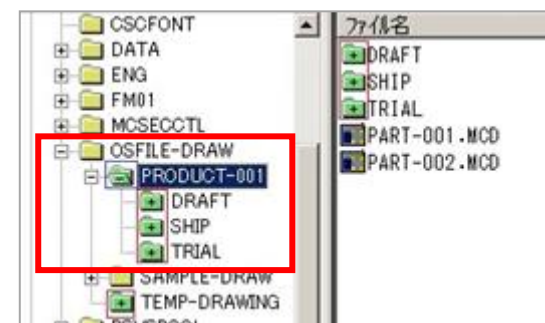 CSCFONT
DATA
ENG
FM01
MCSECCTL
OSFILE-DRAW
PRODUCT-001
DRAFT
SHIP
TRIAL
SAMPLE-DRAW
TEMP-DRAWING
ファイル名
DRAFT
SHIP
TRIAL
PART-001.MCD
PART-002.MCD